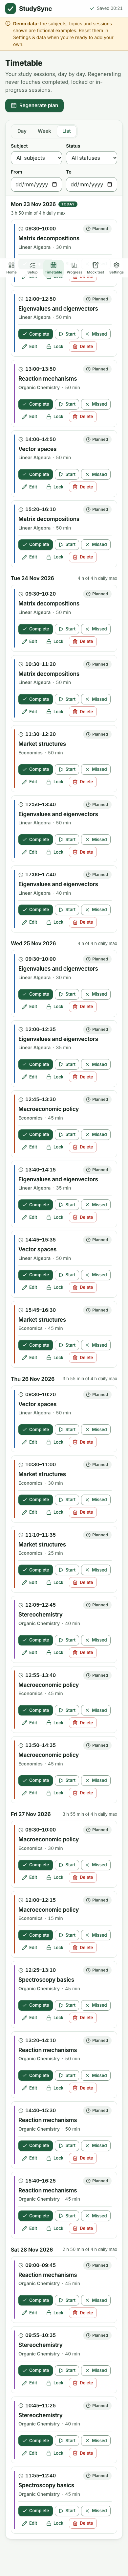 StudySync
Saved 00:21
Demo data: the subjects, topics and sessions
shown are fictional examples. Reset them in
Settings & data when you're ready to add your
own.
Timetable
Your study sessions, day by day. Regenerate
never touches completed, locked or in-
progress sessions.
Regenerate plan
Day Week List
Subject Status
All subjects All statuses
From To
dd/mm/yyyy dd/mm/yyyy
Mon 23 Nov 2026 TODAY
3 h 50 min of 4 h daily max
09:30–10:00 Planned
Matrix decompositions
Linear Algebra · 30 min
Home Setup Timetable Progress Mock test Settings
12:00–12:50 Planned
Eigenvalues and eigenvectors
Linear Algebra · 50 min
Complete Start Missed
Edit Lock Delete
13:00–13:50 Planned
Reaction mechanisms
Organic Chemistry · 50 min
Complete Start Missed
Edit Lock Delete
14:00–14:50 Planned
Vector spaces
Linear Algebra · 50 min
Complete Start Missed
Edit Lock Delete
15:20–16:10 Planned
Matrix decompositions
Linear Algebra · 50 min
Complete Start Missed
Edit Lock Delete
Tue 24 Nov 2026 4 h of 4 h daily max
09:30–10:20 Planned
Matrix decompositions
Linear Algebra · 50 min
Complete Start Missed
Edit Lock Delete
10:30–11:20 Planned
Matrix decompositions
Linear Algebra · 50 min
Complete Start Missed
Edit Lock Delete
11:30–12:20 Planned
Market structures
Economics · 50 min
Complete Start Missed
Edit Lock Delete
12:50–13:40 Planned
Eigenvalues and eigenvectors
Linear Algebra · 50 min
Complete Start Missed
Edit Lock Delete
17:00–17:40 Planned
Eigenvalues and eigenvectors
Linear Algebra · 40 min
Complete Start Missed
Edit Lock Delete
Wed 25 Nov 2026 4 h of 4 h daily max
09:30–10:00 Planned
Eigenvalues and eigenvectors
Linear Algebra · 30 min
Complete Start Missed
Edit Lock Delete
12:00–12:35 Planned
Eigenvalues and eigenvectors
Linear Algebra · 35 min
Complete Start Missed
Edit Lock Delete
12:45–13:30 Planned
Macroeconomic policy
Economics · 45 min
Complete Start Missed
Edit Lock Delete
13:40–14:15 Planned
Eigenvalues and eigenvectors
Linear Algebra · 35 min
Complete Start Missed
Edit Lock Delete
14:45–15:35 Planned
Vector spaces
Linear Algebra · 50 min
Complete Start Missed
Edit Lock Delete
15:45–16:30 Planned
Market structures
Economics · 45 min
Complete Start Missed
Edit Lock Delete
Thu 26 Nov 2026 3 h 50 min of 4 h daily max
09:30–10:20 Planned
Vector spaces
Linear Algebra · 50 min
Complete Start Missed
Edit Lock Delete
10:30–11:00 Planned
Market structures
Economics · 30 min
Complete Start Missed
Edit Lock Delete
11:10–11:35 Planned
Market structures
Economics · 25 min
Complete Start Missed
Edit Lock Delete
12:05–12:45 Planned
Stereochemistry
Organic Chemistry · 40 min
Complete Start Missed
Edit Lock Delete
12:55–13:40 Planned
Macroeconomic policy
Economics · 45 min
Complete Start Missed
Edit Lock Delete
13:50–14:35 Planned
Macroeconomic policy
Economics · 45 min
Complete Start Missed
Edit Lock Delete
Fri 27 Nov 2026 3 h 55 min of 4 h daily max
09:30–10:00 Planned
Macroeconomic policy
Economics · 30 min
Complete Start Missed
Edit Lock Delete
12:00–12:15 Planned
Macroeconomic policy
Economics · 15 min
Complete Start Missed
Edit Lock Delete
12:25–13:10 Planned
Spectroscopy basics
Organic Chemistry · 45 min
Complete Start Missed
Edit Lock Delete
13:20–14:10 Planned
Reaction mechanisms
Organic Chemistry · 50 min
Complete Start Missed
Edit Lock Delete
14:40–15:30 Planned
Reaction mechanisms
Organic Chemistry · 50 min
Complete Start Missed
Edit Lock Delete
15:40–16:25 Planned
Reaction mechanisms
Organic Chemistry · 45 min
Complete Start Missed
Edit Lock Delete
Sat 28 Nov 2026 2 h 50 min of 4 h daily max
09:00–09:45 Planned
Reaction mechanisms
Organic Chemistry · 45 min
Complete Start Missed
Edit Lock Delete
09:55–10:35 Planned
Stereochemistry
Organic Chemistry · 40 min
Complete Start Missed
Edit Lock Delete
10:45–11:25 Planned
Stereochemistry
Organic Chemistry · 40 min
Complete Start Missed
Edit Lock Delete
11:55–12:40 Planned
Spectroscopy basics
Organic Chemistry · 45 min
Complete Start Missed
Edit Lock Delete